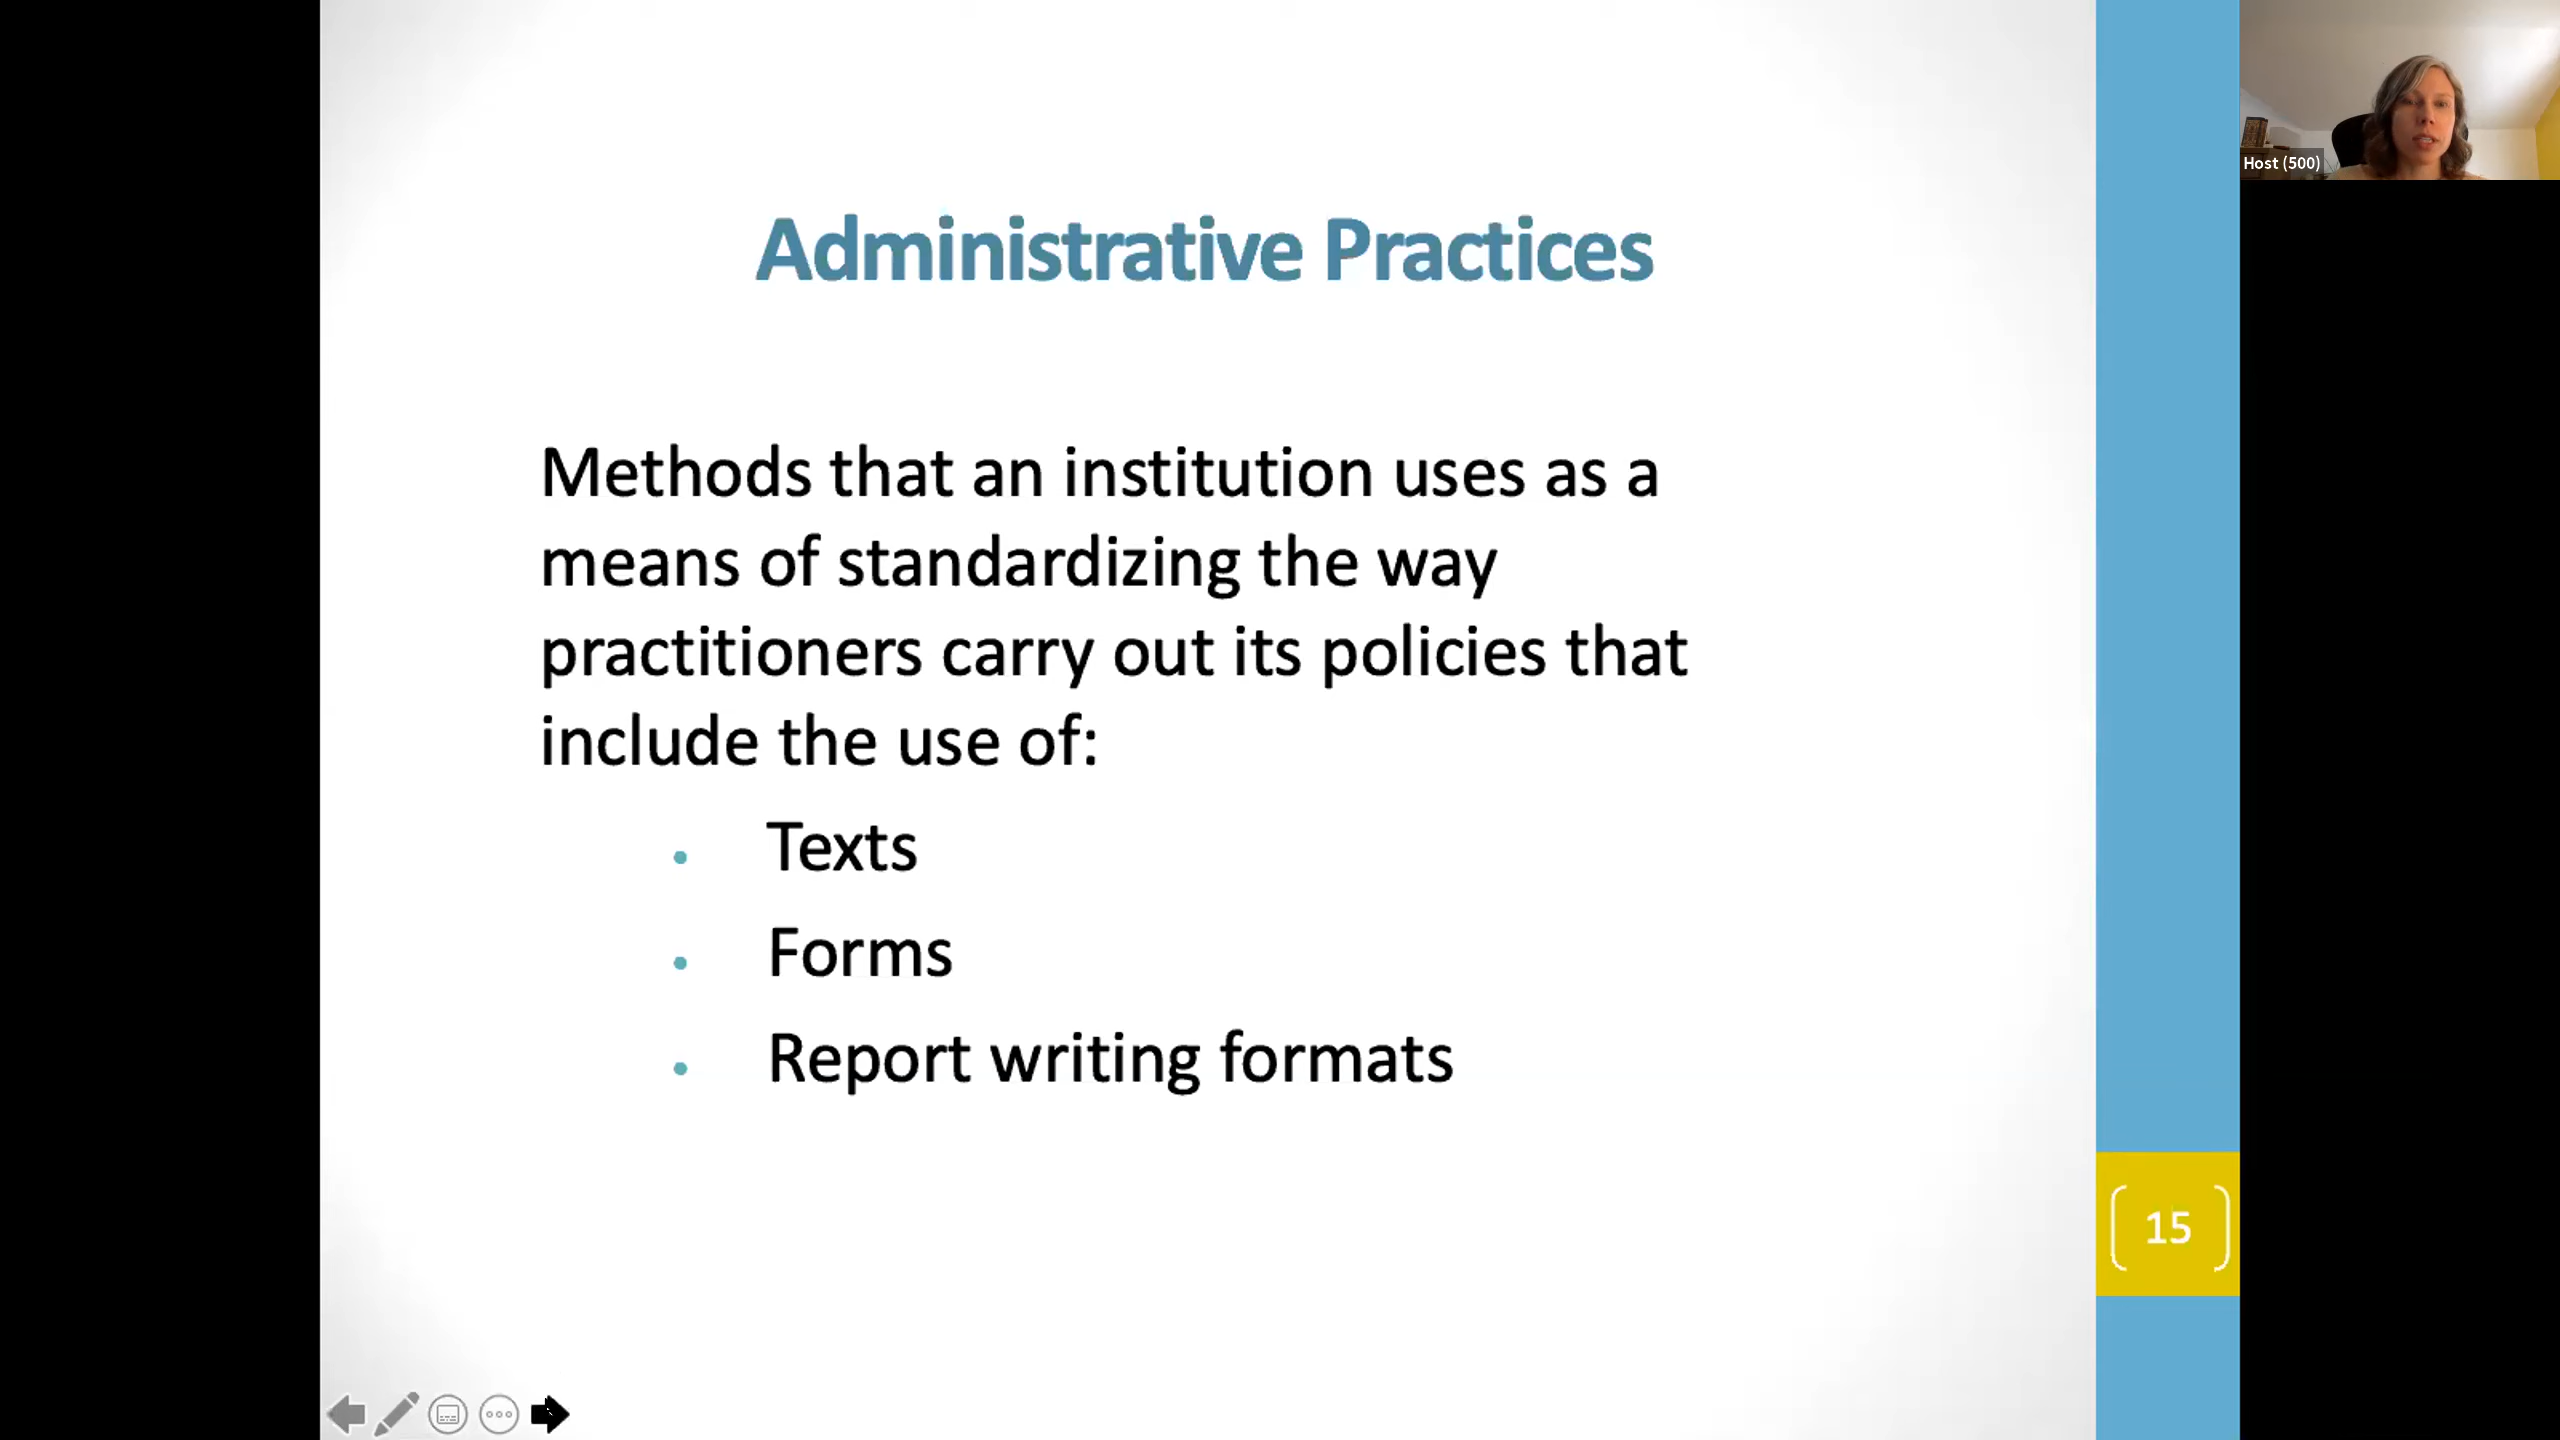 Administrative Practices
Host (500)
Methods that an institution uses as a
means of standardizing the way
practitioners carry out its policies that
include the use of:
• Texts
• Forms
• Report writing formats
15